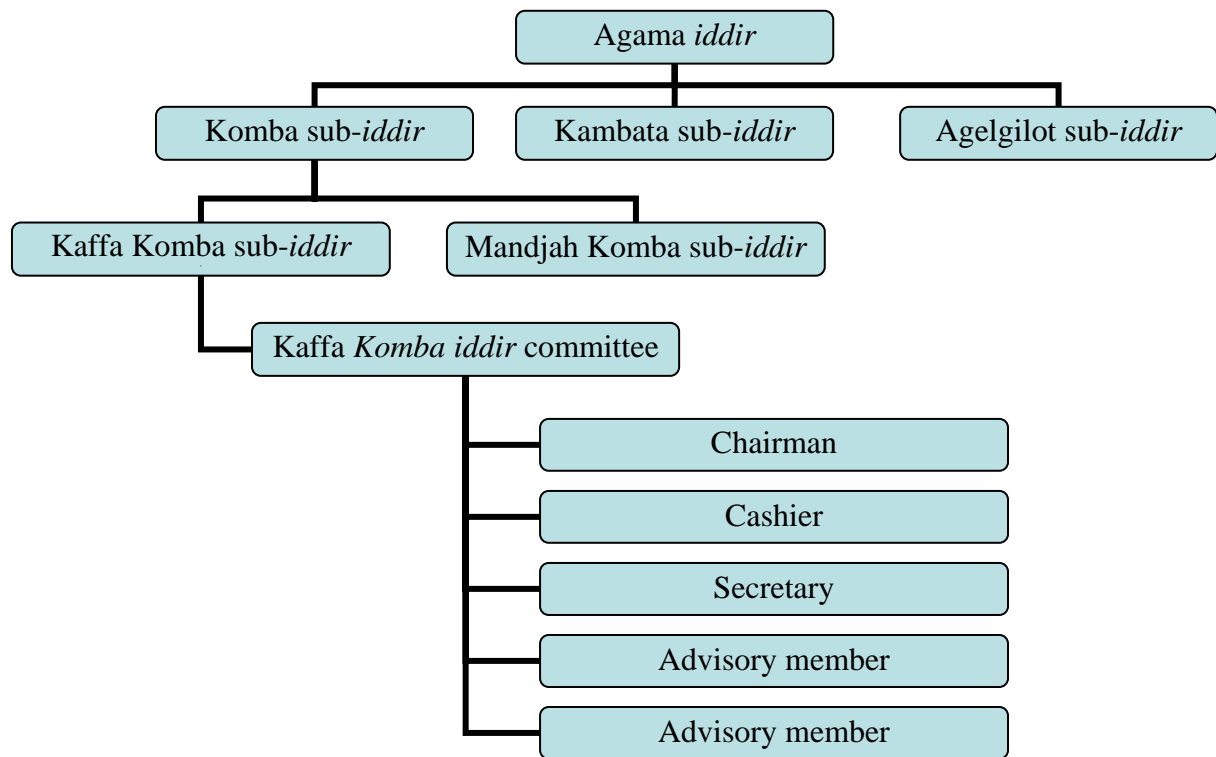 Agama iddir
Komba sub-iddir
Kambata sub-iddir
Agelgilot sub-iddir
Kaffa Komba sub-iddir
Mandjah Komba sub-iddir
Kaffa Komba iddir committee
Chairman
Cashier
Secretary
Advisory member
Advisory member